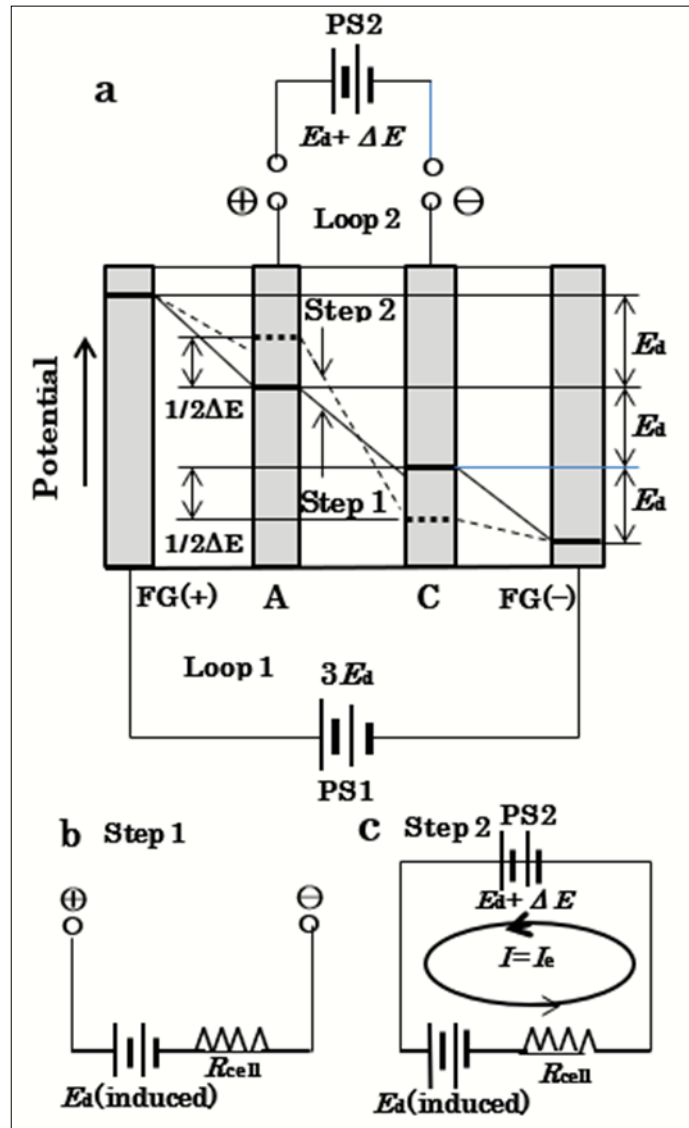 PS2
a
Ed+ ΔE
⊕ Loop 2 ⊖
Step 2
Ed
1/2ΔE
Ed
Potential
Step 1
Ed
1/2ΔE
FG(+) A C FG(−)
Loop 1
3Ed
PS1
b Step 1
c Step 2 PS2
⊕ ⊖
Ed+ ΔE
I=Ie
Rcell
Rcell
Ed(induced)
Ed(induced)